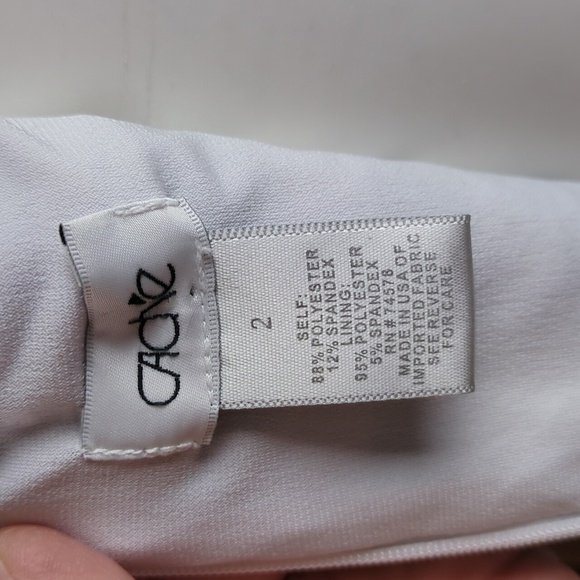 CACHE
2
SELF:
88% POLYESTER
12% SPANDEX
LINING:
95% POLYESTER
5% SPANDEX
RN# 74578
MADE IN USA OF
IMPORTED FABRIC
SEE REVERSE
FOR CARE